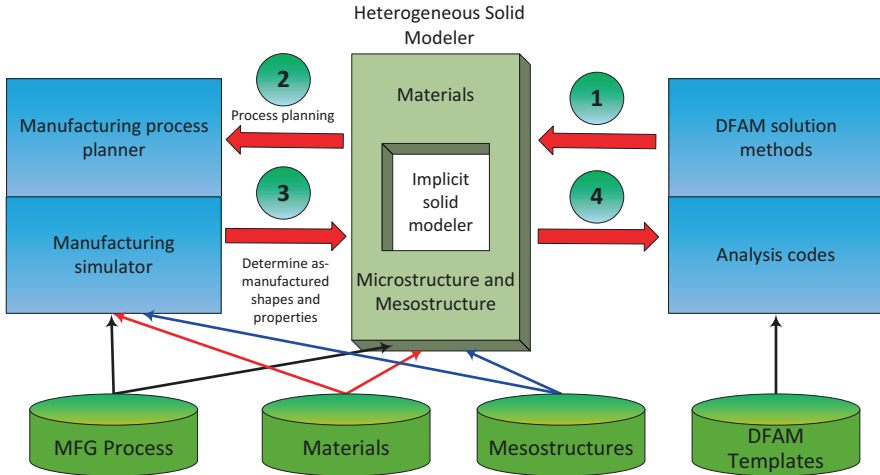 Heterogeneous Solid
Modeler
2
Process planning
Manufacturing process
planner
Materials
1
DFAM solution
methods
Implicit
solid
modeler
3
4
Manufacturing
simulator
Determine as-
manufactured
shapes and
properties
Microstructure and
Mesostructure
Analysis codes
MFG Process
Materials
Mesostructures
DFAM
Templates